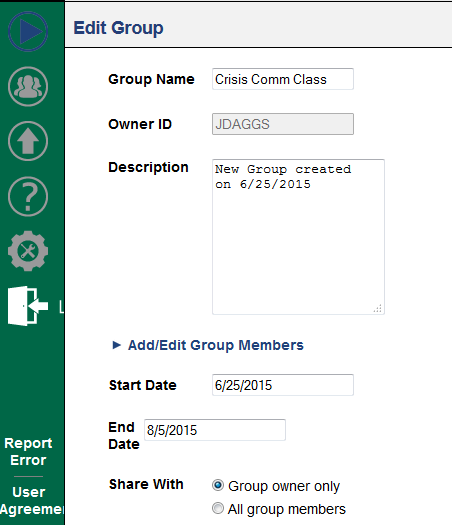 Edit Group
Group Name Crisis Comm Class
Owner ID JDAGGS
Description New Group created
on 6/25/2015
► Add/Edit Group Members
Start Date 6/25/2015
End
Date 8/5/2015
Share With Group owner only
All group members
?
L
Report
Error
User
Agreemen